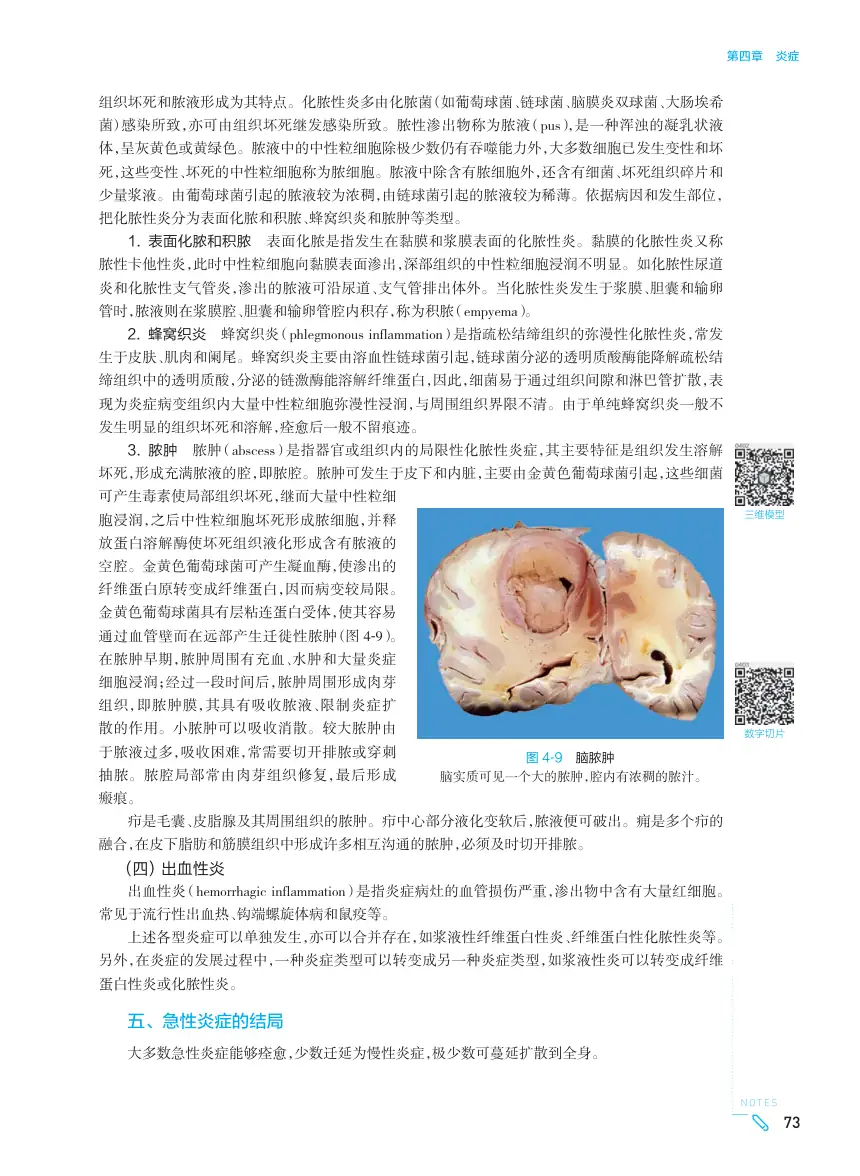 第四章　炎症
组织坏死和脓液形成为其特点。化脓性炎多由化脓菌(如葡萄球菌、链球菌、脑膜炎双球菌、大肠埃希
菌)感染所致,亦可由组织坏死继发感染所致。脓性渗出物称为脓液(pus),是一种浑浊的凝乳状液
体,呈灰黄色或黄绿色。脓液中的中性粒细胞除极少数仍有吞噬能力外,大多数细胞已发生变性和坏
死,这些变性、坏死的中性粒细胞称为脓细胞。脓液中除含有脓细胞外,还含有细菌、坏死组织碎片和
少量浆液。由葡萄球菌引起的脓液较为浓稠,由链球菌引起的脓液较为稀薄。依据病因和发生部位,
把化脓性炎分为表面化脓和积脓、蜂窝织炎和脓肿等类型。
1. 表面化脓和积脓　表面化脓是指发生在黏膜和浆膜表面的化脓性炎。黏膜的化脓性炎又称
脓性卡他性炎,此时中性粒细胞向黏膜表面渗出,深部组织的中性粒细胞浸润不明显。如化脓性尿道
炎和化脓性支气管炎,渗出的脓液可沿尿道、支气管排出体外。当化脓性炎发生于浆膜、胆囊和输卵
管时,脓液则在浆膜腔、胆囊和输卵管腔内积存,称为积脓(empyema)。
2. 蜂窝织炎　蜂窝织炎(phlegmonous inflammation)是指疏松结缔组织的弥漫性化脓性炎,常发
生于皮肤、肌肉和阑尾。蜂窝织炎主要由溶血性链球菌引起,链球菌分泌的透明质酸酶能降解疏松结
缔组织中的透明质酸,分泌的链激酶能溶解纤维蛋白,因此,细菌易于通过组织间隙和淋巴管扩散,表
现为炎症病变组织内大量中性粒细胞弥漫性浸润,与周围组织界限不清。由于单纯蜂窝织炎一般不
发生明显的组织坏死和溶解,痊愈后一般不留痕迹。
3. 脓肿　脓肿(abscess)是指器官或组织内的局限性化脓性炎症,其主要特征是组织发生溶解
坏死,形成充满脓液的腔,即脓腔。脓肿可发生于皮下和内脏,主要由金黄色葡萄球菌引起,这些细菌
可产生毒素使局部组织坏死,继而大量中性粒细
胞浸润,之后中性粒细胞坏死形成脓细胞,并释
放蛋白溶解酶使坏死组织液化形成含有脓液的
空腔。金黄色葡萄球菌可产生凝血酶,使渗出的
纤维蛋白原转变成纤维蛋白,因而病变较局限。
金黄色葡萄球菌具有层粘连蛋白受体,使其容易
通过血管壁而在远部产生迁徙性脓肿(图 4-9)。
在脓肿早期,脓肿周围有充血、水肿和大量炎症
细胞浸润;经过一段时间后,脓肿周围形成肉芽
组织,即脓肿膜,其具有吸收脓液、限制炎症扩
散的作用。小脓肿可以吸收消散。较大脓肿由
于脓液过多,吸收困难,常需要切开排脓或穿刺
抽脓。脓腔局部常由肉芽组织修复,最后形成
瘢痕。
三维模型
数字切片
图 4-9　脑脓肿
脑实质可见一个大的脓肿,腔内有浓稠的脓汁。
疖是毛囊、皮脂腺及其周围组织的脓肿。疖中心部分液化变软后,脓液便可破出。痈是多个疖的
融合,在皮下脂肪和筋膜组织中形成许多相互沟通的脓肿,必须及时切开排脓。
(四)出血性炎
出血性炎(hemorrhagic inflammation)是指炎症病灶的血管损伤严重,渗出物中含有大量红细胞。
常见于流行性出血热、钩端螺旋体病和鼠疫等。
上述各型炎症可以单独发生,亦可以合并存在,如浆液性纤维蛋白性炎、纤维蛋白性化脓性炎等。
另外,在炎症的发展过程中,一种炎症类型可以转变成另一种炎症类型,如浆液性炎可以转变成纤维
蛋白性炎或化脓性炎。
五、急性炎症的结局
大多数急性炎症能够痊愈,少数迁延为慢性炎症,极少数可蔓延扩散到全身。
NOTES
73